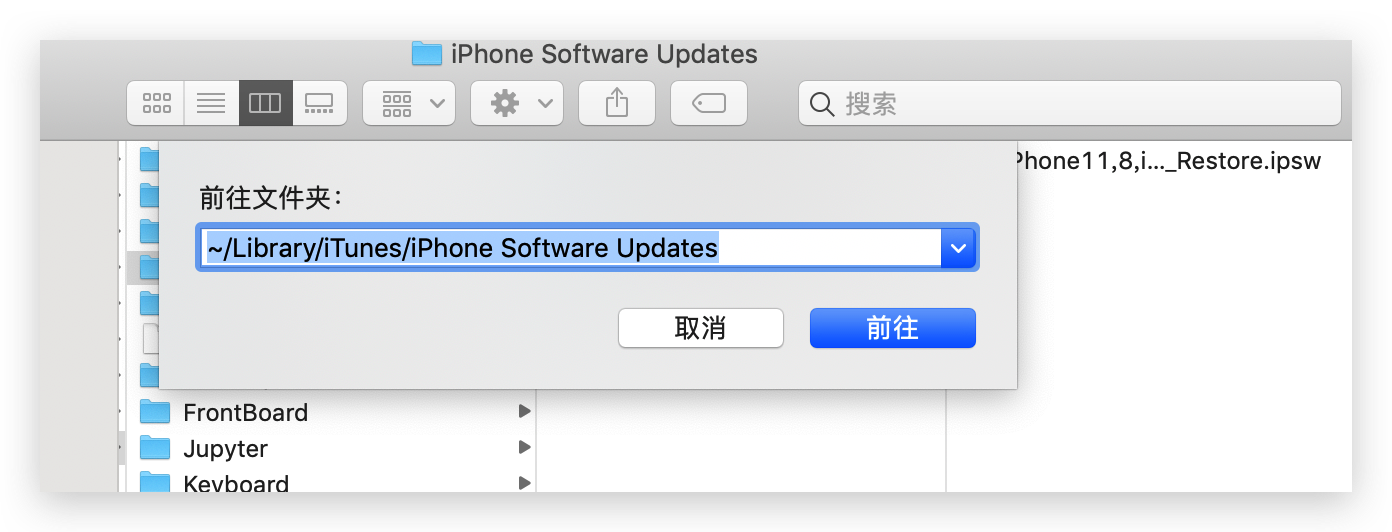 iPhone Software Updates
搜索
Phone11,8,i..._Restore.ipsw
前往文件夹：
~/Library/iTunes/iPhone Software Updates
取消
前往
FrontBoard
Jupyter
Keyboard